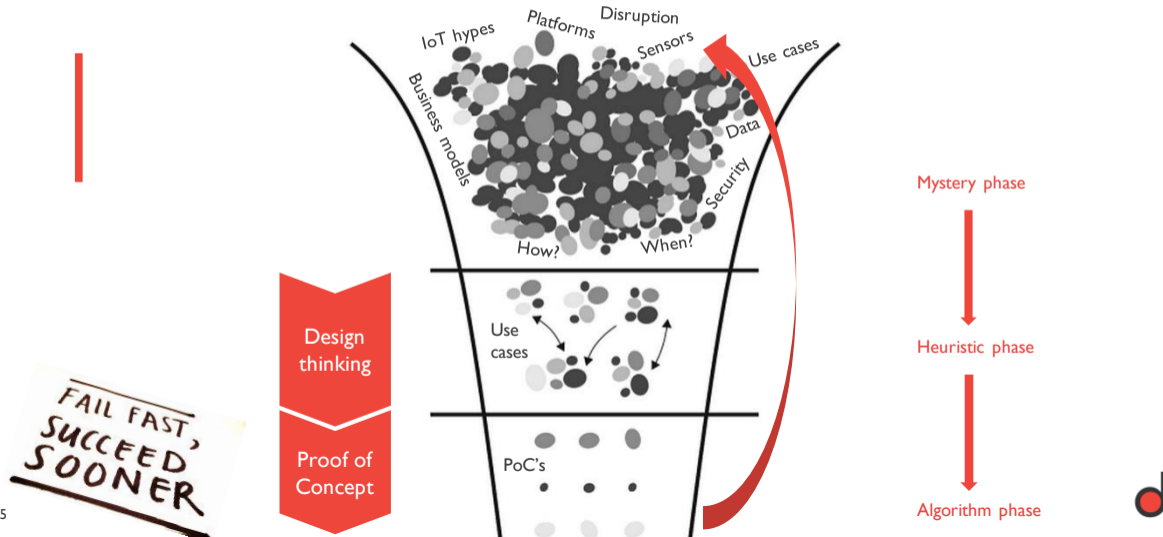 IoT hypes
Platforms
Disruption
Sensors
Use cases
Business models
Data
Security
How?
When?
Mystery phase
Design
thinking
Use
cases
Heuristic phase
FAIL FAST,
SUCCEED
SOONER
Proof of
Concept
PoC's
Algorithm phase
5